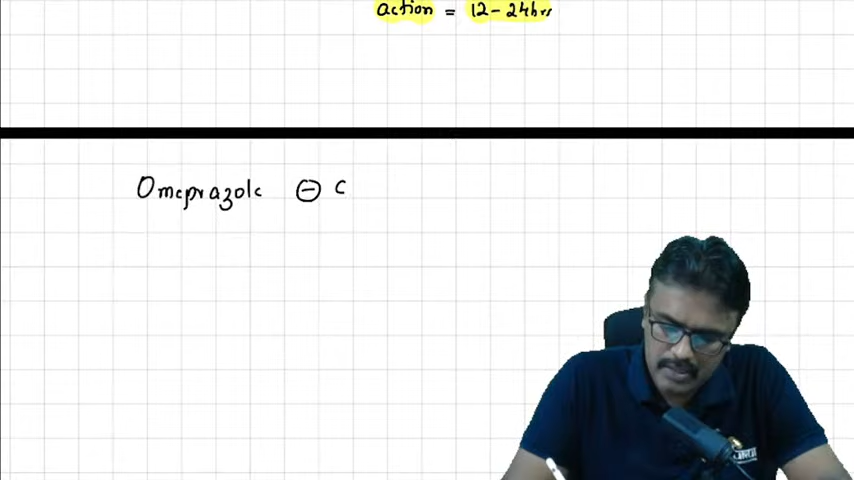 action = 12-24hrs
Omeprazole ⊖ C